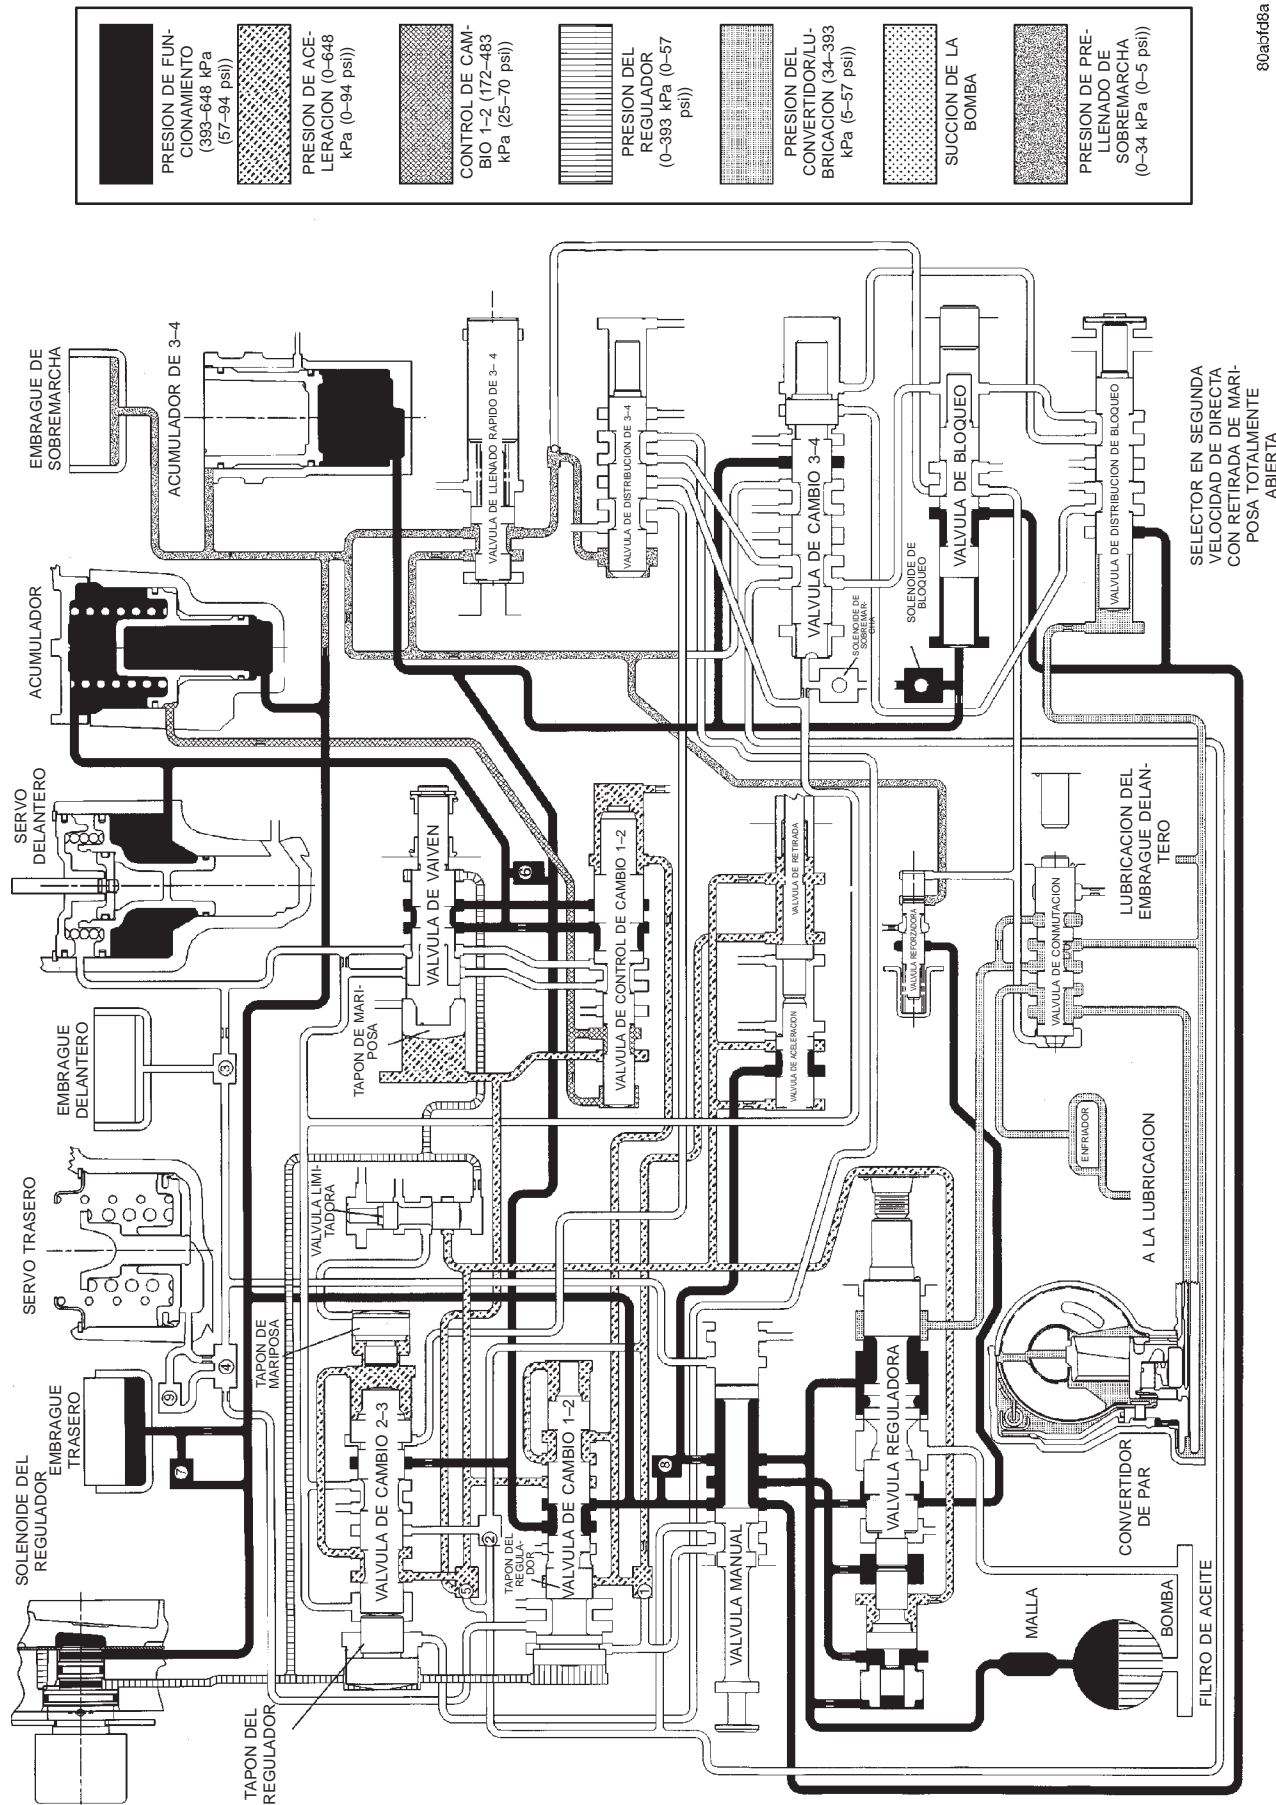 80abfd8a
PRESION DE FUN-
CIONAMIENTO
(393–648 kPa
(57–94 psi))
PRESION DE ACE-
LERACION (0–648
kPa (0–94 psi))
CONTROL DE CAM-
BIO 1–2 (172–483
kPa (25–70 psi))
PRESION DEL
REGULADOR
(0–393 kPa (0–57
psi))
PRESION DEL
CONVERTIDOR/LU-
BRICACION (34–393
kPa (5–57 psi))
SUCCION DE LA
BOMBA
PRESION DE PRE-
LLENADO DE
SOBREMARCHA
(0–34 kPa (0–5 psi))
SOLENOIDE DEL
REGULADOR
EMBRAGUE
TRASERO
SERVO TRASERO
EMBRAGUE
DELANTERO
SERVO
DELANTERO
ACUMULADOR
EMBRAGUE DE
SOBREMARCHA
ACUMULADOR DE 3–4
7
9
4
3
TAPON DEL
REGULADOR
TAPON DE
MARIPOSA
VALVULA DE CAMBIO 2–3
VALVULA LIMI-
TADORA
TAPON DE MARI-
POSA
VALVULA DE VAIVEN
6
VALVULA DE LLENADO RAPIDO DE 3– 4
5
2
TAPON DEL
REGULA-
DOR
VALVULA DE CAMBIO 1–2
1
8
VALVULA DE CONTROL DE CAMBIO 1–2
VALVULA DE DISTRIBUCION DE 3–4
VALVULA MANUAL
VALVULA DE ACELERACION
VALVULA DE RETIRADA
VALVULA DE CAMBIO 3–4
SOLENOIDE DE
SOBREMAR-
CHA
VALVULA REGULADORA
VALVULA REFORZADORA
SOLENOIDE DE
BLOQUEO
VALVULA DE BLOQUEO
VALVULA DE CONMUTACION
VALVULA DE DISTRIBUCION DE BLOQUEO
MALLA
BOMBA
FILTRO DE ACEITE
CONVERTIDOR
DE PAR
ENFRIADOR
A LA LUBRICACION
LUBRICACION DEL
EMBRAGUE DELAN-
TERO
SELECTOR EN SEGUNDA
VELOCIDAD DE DIRECTA
CON RETIRADA DE MARI-
POSA TOTALMENTE
ABIERTA